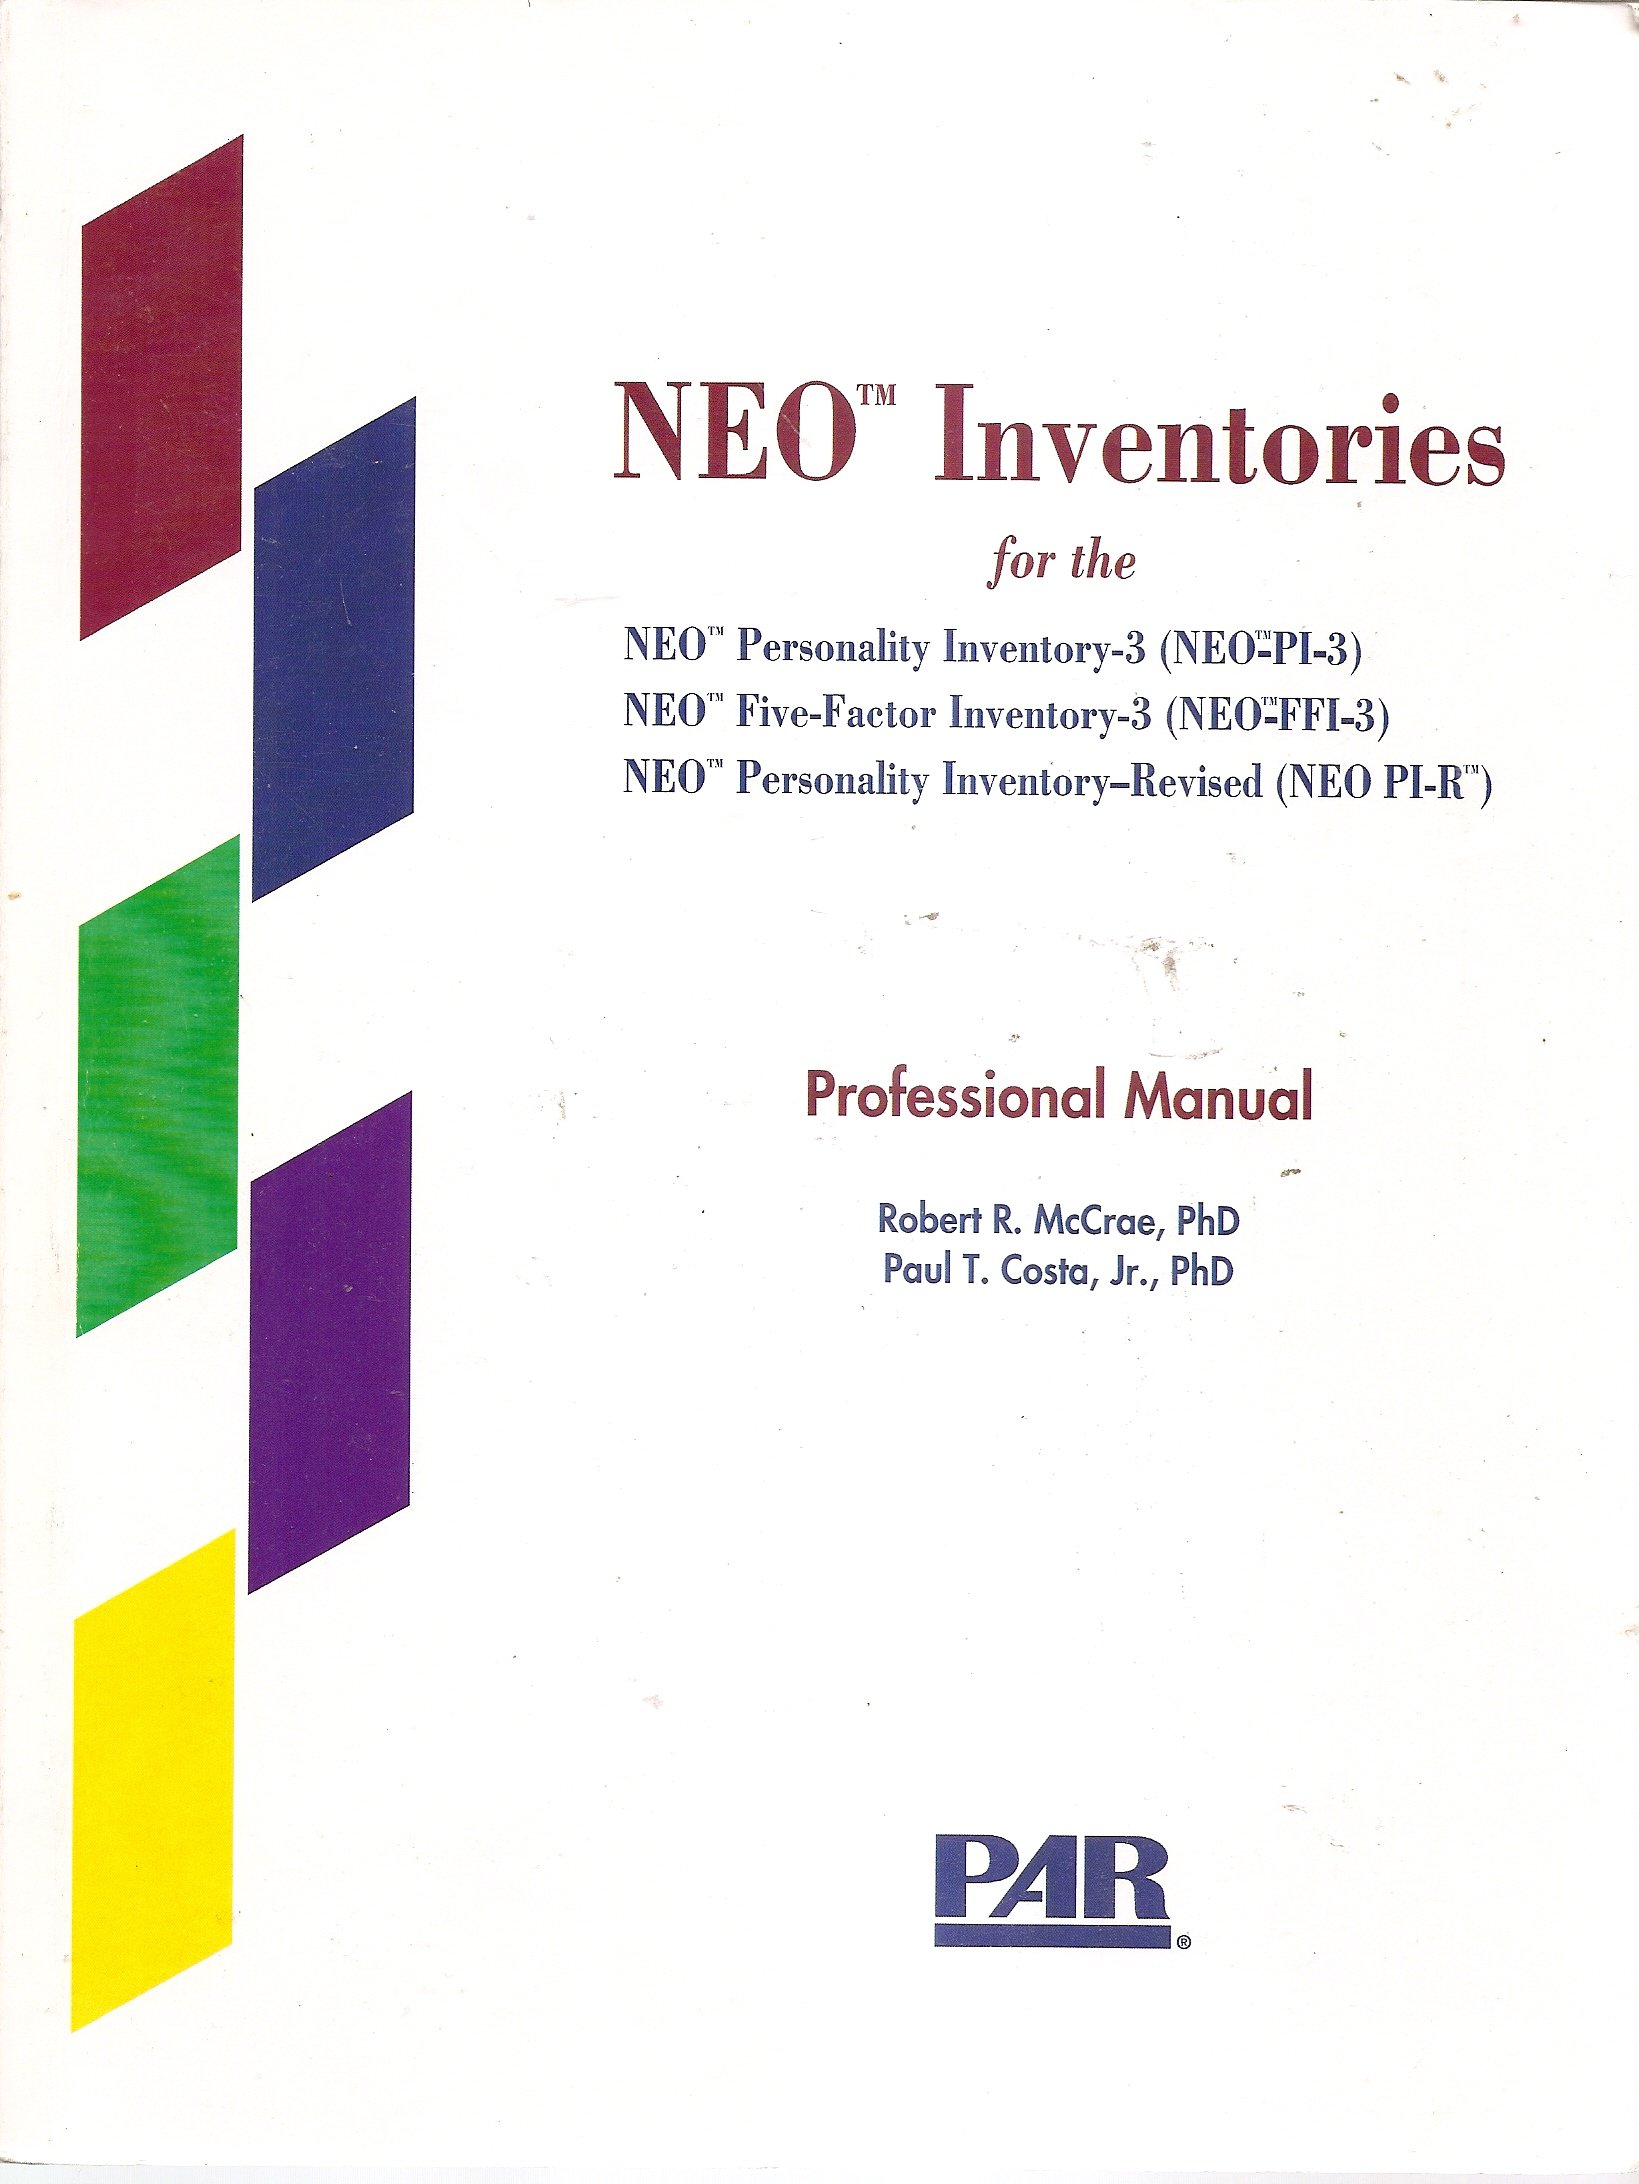 NEO™ Inventories
for the
NEO™ Personality Inventory-3 (NEO™-PI-3)
NEO™ Five-Factor Inventory-3 (NEO™-FFI-3)
NEO™ Personality Inventory–Revised (NEO PI-R™)
Professional Manual
Robert R. McCrae, PhD
Paul T. Costa, Jr., PhD
PAR®